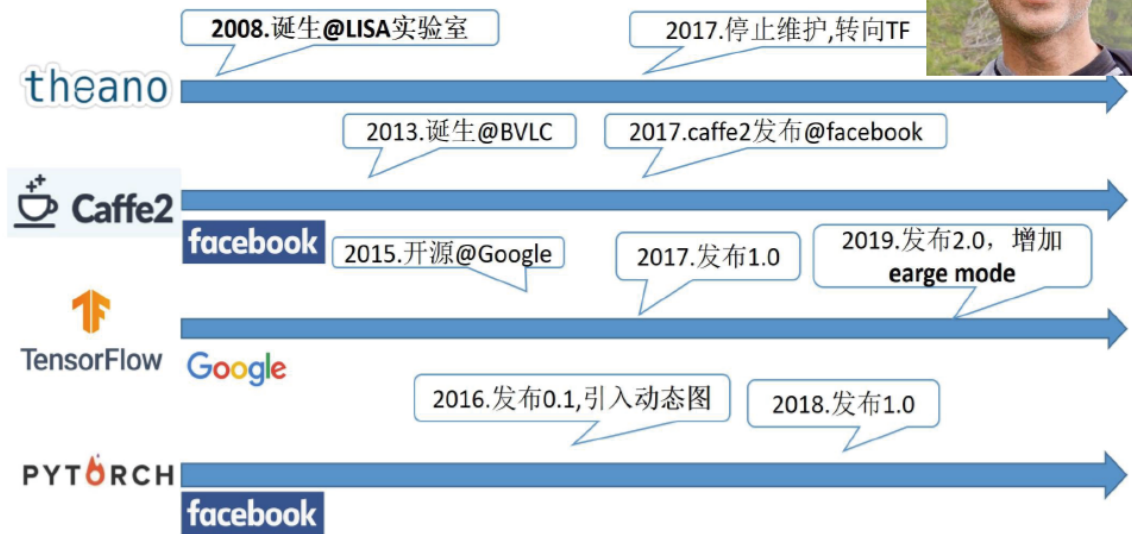 2008.诞生@LISA实验室
2017.停止维护,转向TF
theano
2013.诞生@BVLC
2017.caffe2发布@facebook
Caffe2
facebook
2015.开源@Google
2017.发布1.0
2019.发布2.0，增加
earge mode
TensorFlow
Google
2016.发布0.1,引入动态图
2018.发布1.0
PYTORCH
facebook